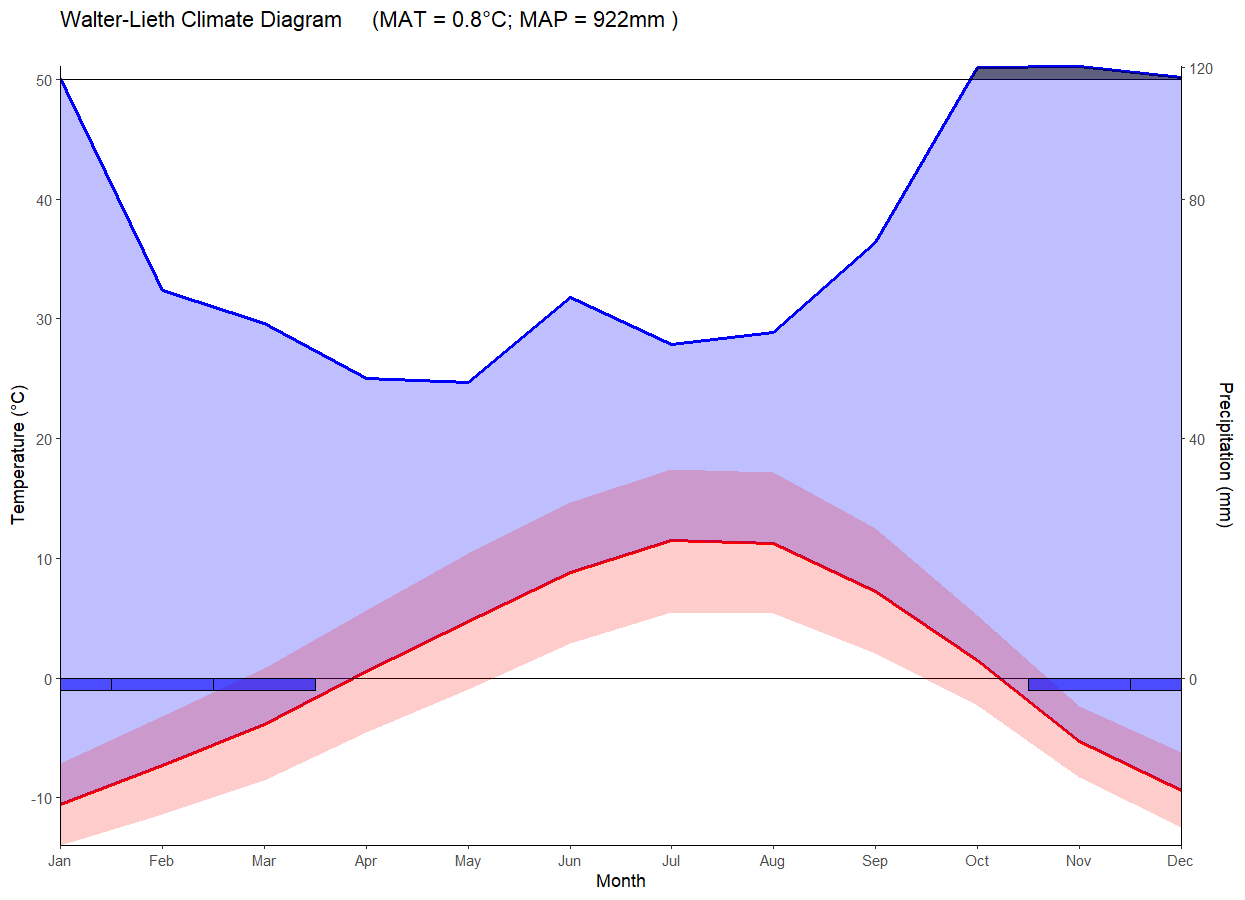 Walter-Lieth Climate Diagram (MAT = 0.8°C; MAP = 922mm )
50
40
30
20
10
0
-10
Temperature (°C)
120
80
40
0
Precipitation (mm)
Jan Feb Mar Apr May Jun Jul Aug Sep Oct Nov Dec
Month